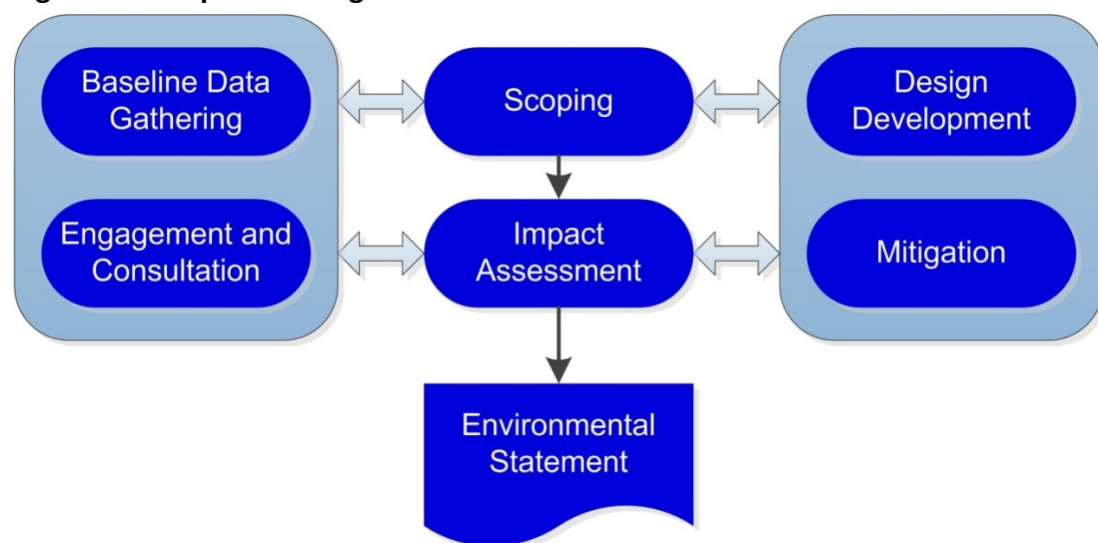 Baseline Data
Gathering
Scoping
Design
Development
Engagement and
Consultation
Impact
Assessment
Mitigation
Environmental
Statement